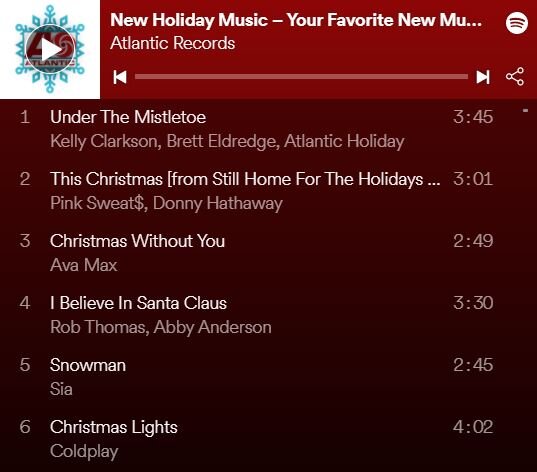 New Holiday Music – Your Favorite New Mu...
Atlantic Records
ATLANTIC
1 Under The Mistletoe 3:45
Kelly Clarkson, Brett Eldredge, Atlantic Holiday
2 This Christmas [from Still Home For The Holidays ... 3:01
Pink Sweat$, Donny Hathaway
3 Christmas Without You 2:49
Ava Max
4 I Believe In Santa Claus 3:30
Rob Thomas, Abby Anderson
5 Snowman 2:45
Sia
6 Christmas Lights 4:02
Coldplay